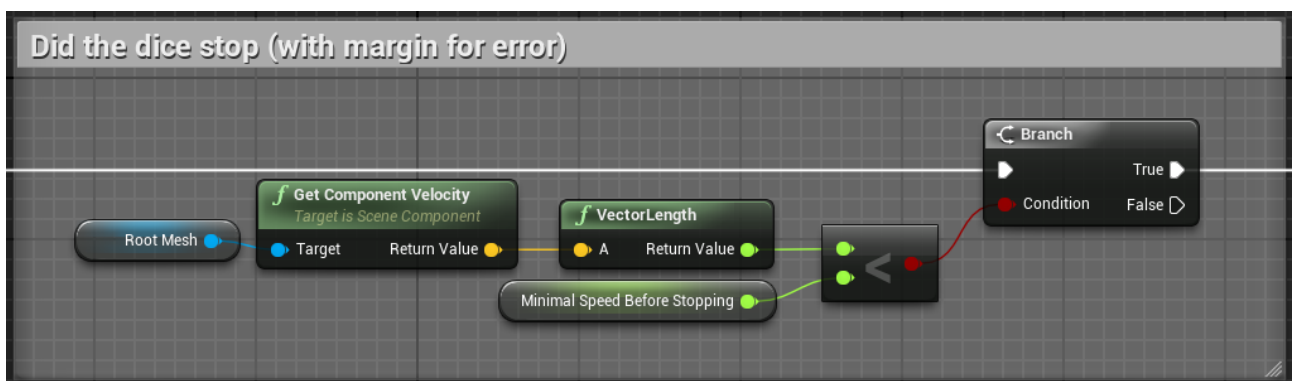 Did the dice stop (with margin for error)
Branch
True
Condition
False
f Get Component Velocity
Target is Scene Component
Root Mesh
Target
Return Value
f VectorLength
A
Return Value
<
Minimal Speed Before Stopping